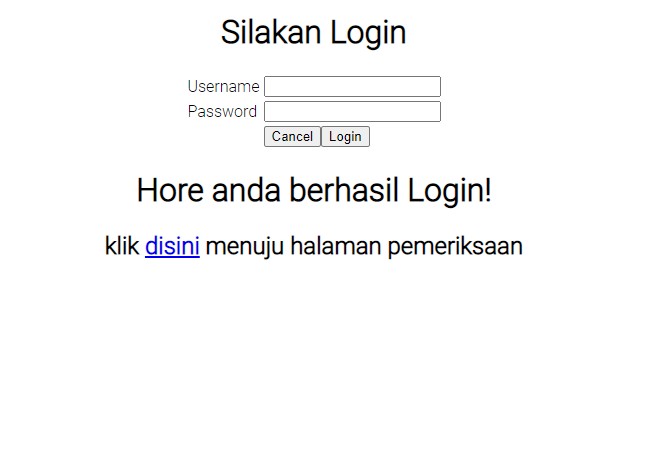 Silakan Login
Username
Password
Cancel Login
Hore anda berhasil Login!
klik disini menuju halaman pemeriksaan